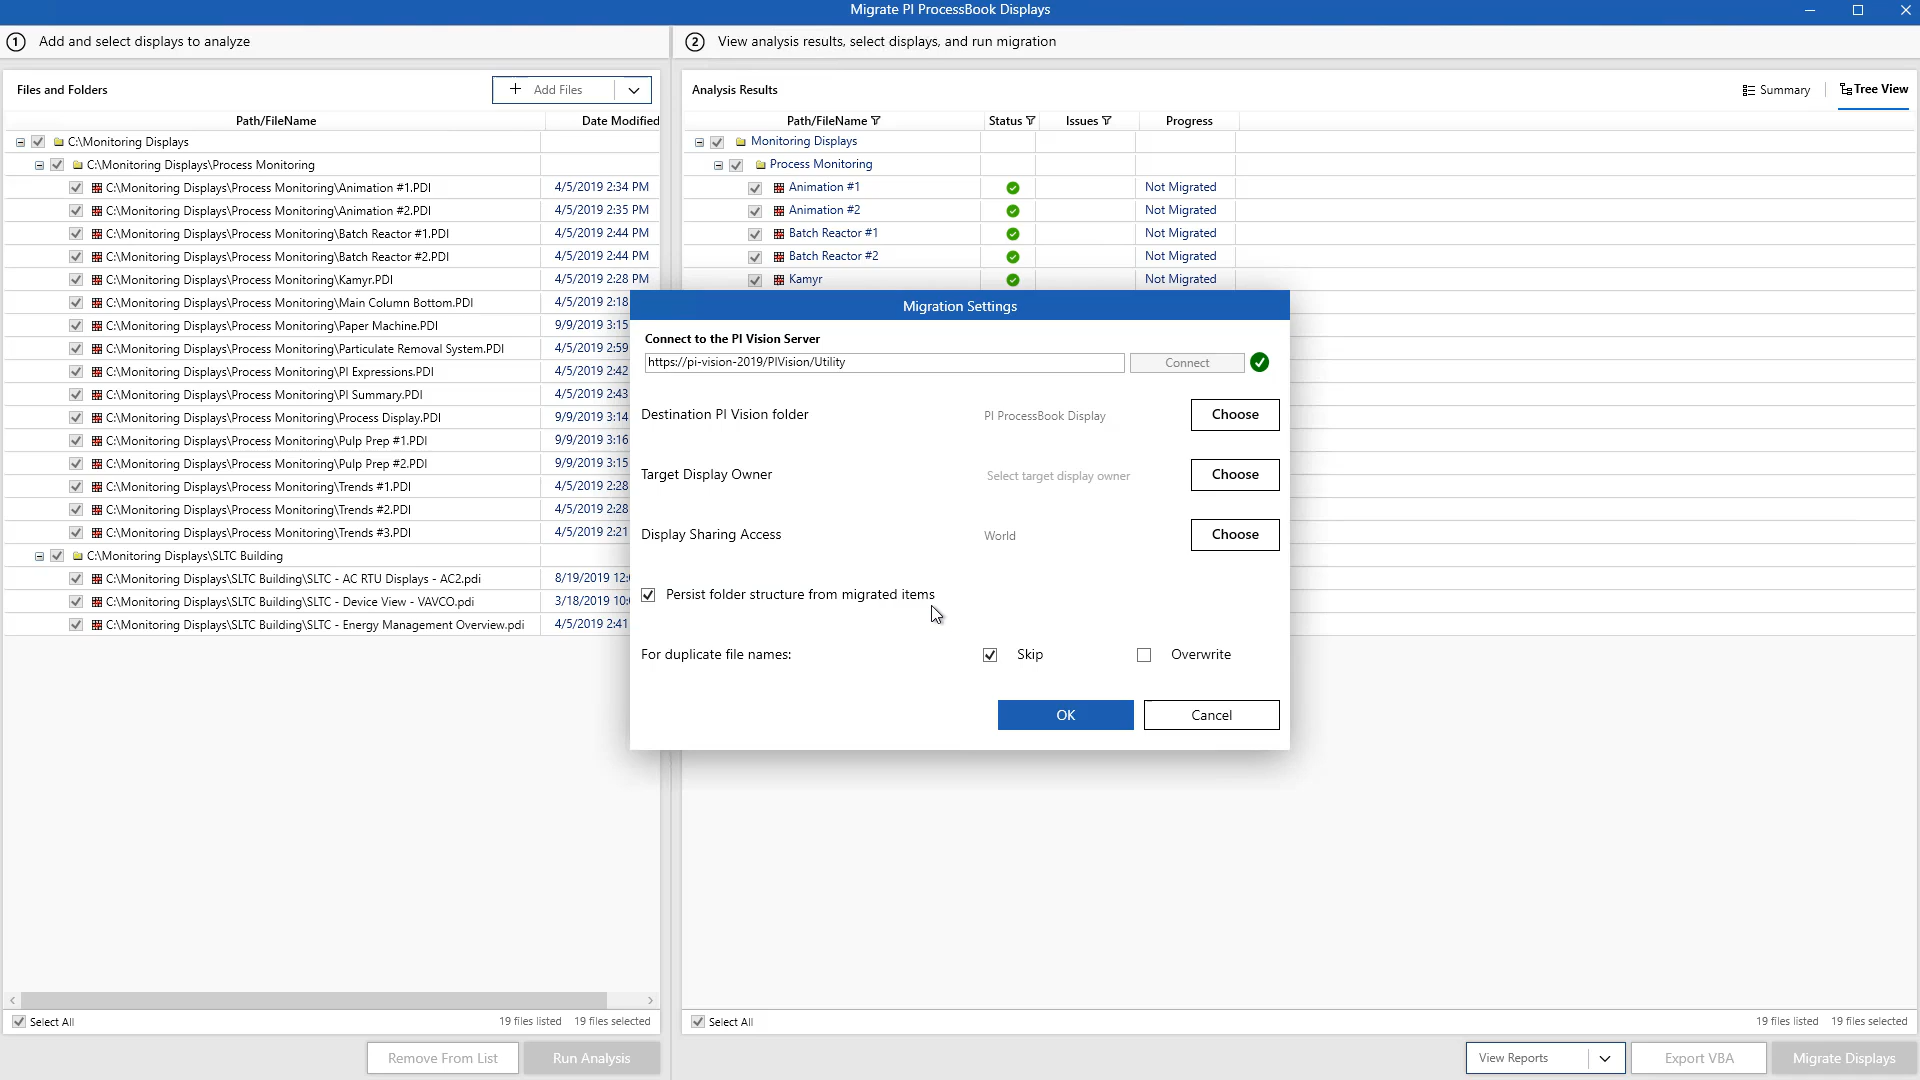 Migrate PI ProcessBook Displays
1 Add and select displays to analyze
2 View analysis results, select displays, and run migration
Files and Folders
+ Add Files
Path/FileName Date Modified
C:\Monitoring Displays
C:\Monitoring Displays\Process Monitoring
C:\Monitoring Displays\Process Monitoring\Animation #1.PDI 4/5/2019 2:34 PM
C:\Monitoring Displays\Process Monitoring\Animation #2.PDI 4/5/2019 2:35 PM
C:\Monitoring Displays\Process Monitoring\Batch Reactor #1.PDI 4/5/2019 2:44 PM
C:\Monitoring Displays\Process Monitoring\Batch Reactor #2.PDI 4/5/2019 2:44 PM
C:\Monitoring Displays\Process Monitoring\Kamyr.PDI 4/5/2019 2:28 PM
C:\Monitoring Displays\Process Monitoring\Main Column Bottom.PDI 4/5/2019 2:18
C:\Monitoring Displays\Process Monitoring\Paper Machine.PDI 9/9/2019 3:15
C:\Monitoring Displays\Process Monitoring\Particulate Removal System.PDI 4/5/2019 2:59
C:\Monitoring Displays\Process Monitoring\PI Expressions.PDI 4/5/2019 2:42
C:\Monitoring Displays\Process Monitoring\PI Summary.PDI 4/5/2019 2:43
C:\Monitoring Displays\Process Monitoring\Process Display.PDI 9/9/2019 3:14
C:\Monitoring Displays\Process Monitoring\Pulp Prep #1.PDI 9/9/2019 3:16
C:\Monitoring Displays\Process Monitoring\Pulp Prep #2.PDI 9/9/2019 3:15
C:\Monitoring Displays\Process Monitoring\Trends #1.PDI 4/5/2019 2:28
C:\Monitoring Displays\Process Monitoring\Trends #2.PDI 4/5/2019 2:28
C:\Monitoring Displays\Process Monitoring\Trends #3.PDI 4/5/2019 2:21
C:\Monitoring Displays\SLTC Building
C:\Monitoring Displays\SLTC Building\SLTC - AC RTU Displays - AC2.pdi 8/19/2019 12:
C:\Monitoring Displays\SLTC Building\SLTC - Device View - VAVCO.pdi 3/18/2019 10:
C:\Monitoring Displays\SLTC Building\SLTC - Energy Management Overview.pdi 4/5/2019 2:41
Select All 19 files listed 19 files selected
Remove From List Run Analysis
Analysis Results
Summary Tree View
Path/FileName Status Issues Progress
Monitoring Displays
Process Monitoring
Animation #1 Not Migrated
Animation #2 Not Migrated
Batch Reactor #1 Not Migrated
Batch Reactor #2 Not Migrated
Kamyr Not Migrated
Migration Settings
Connect to the PI Vision Server
https://pi-vision-2019/PIVision/Utility Connect
Destination PI Vision folder PI ProcessBook Display Choose
Target Display Owner Select target display owner Choose
Display Sharing Access World Choose
Persist folder structure from migrated items
For duplicate file names: Skip Overwrite
OK Cancel
Select All 19 files listed 19 files selected
View Reports Export VBA Migrate Displays